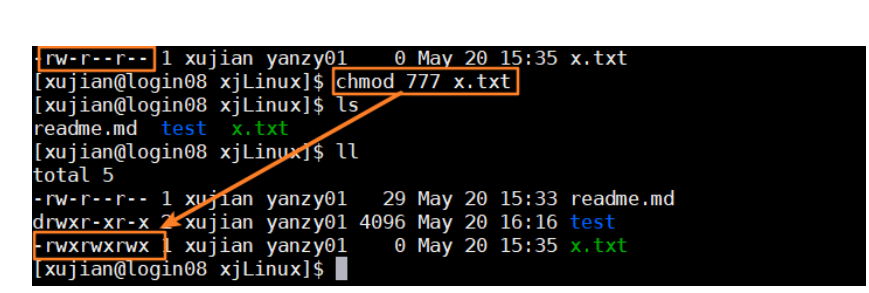 -rw-r--r-- 1 xujian yanzy01    0 May 20 15:35 x.txt
[xujian@login08 xjLinux]$ chmod 777 x.txt
[xujian@login08 xjLinux]$ ls
readme.md  test  x.txt
[xujian@login08 xjLinux]$ ll
total 5
-rw-r--r-- 1 xujian yanzy01   29 May 20 15:33 readme.md
drwxr-xr-x 2 xujian yanzy01 4096 May 20 16:16 test
-rwxrwxrwx 1 xujian yanzy01    0 May 20 15:35 x.txt
[xujian@login08 xjLinux]$